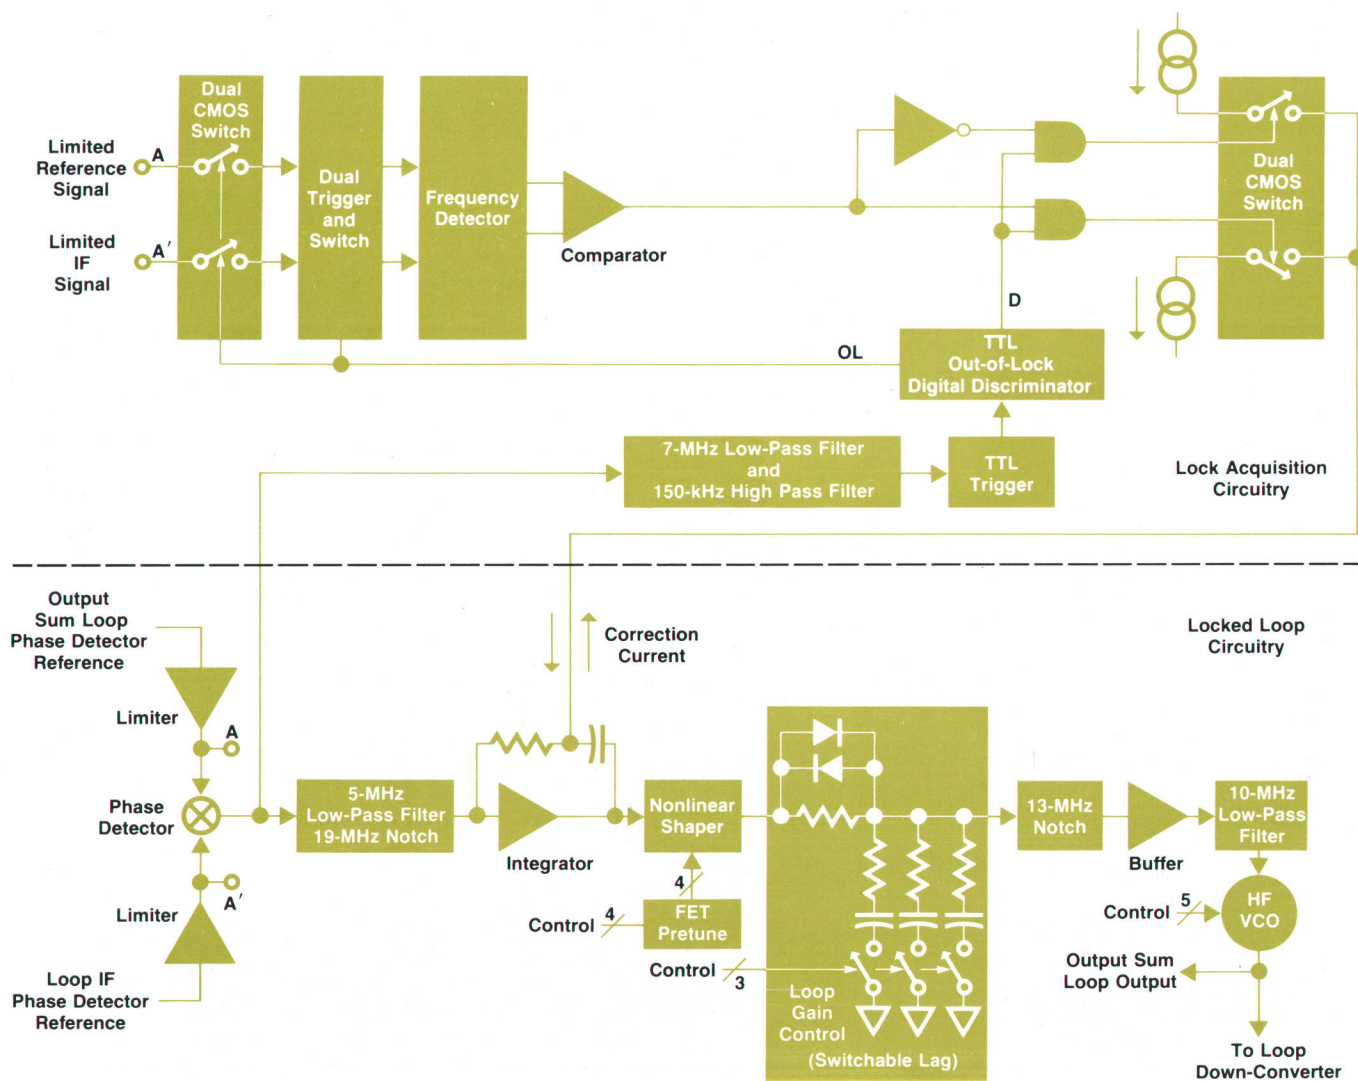 Dual
CMOS
Switch
Limited
Reference
Signal
A
Limited
IF
Signal
A′
Dual
Trigger
and
Switch
Frequency
Detector
Comparator
Dual
CMOS
Switch
D
OL
TTL
Out-of-Lock
Digital Discriminator
7-MHz Low-Pass Filter
and
150-kHz High Pass Filter
TTL
Trigger
Lock Acquisition
Circuitry
Output
Sum Loop
Phase Detector
Reference
Limiter
A
Phase
Detector
A′
Limiter
Loop IF
Phase Detector
Reference
5-MHz
Low-Pass Filter
19-MHz Notch
Correction
Current
Integrator
Nonlinear
Shaper
4
FET
Pretune
Control
4
Control
3
Loop
Gain
Control
(Switchable Lag)
Locked Loop
Circuitry
13-MHz
Notch
Buffer
10-MHz
Low-Pass
Filter
HF
VCO
Control
5
Output Sum
Loop Output
To Loop
Down-Converter